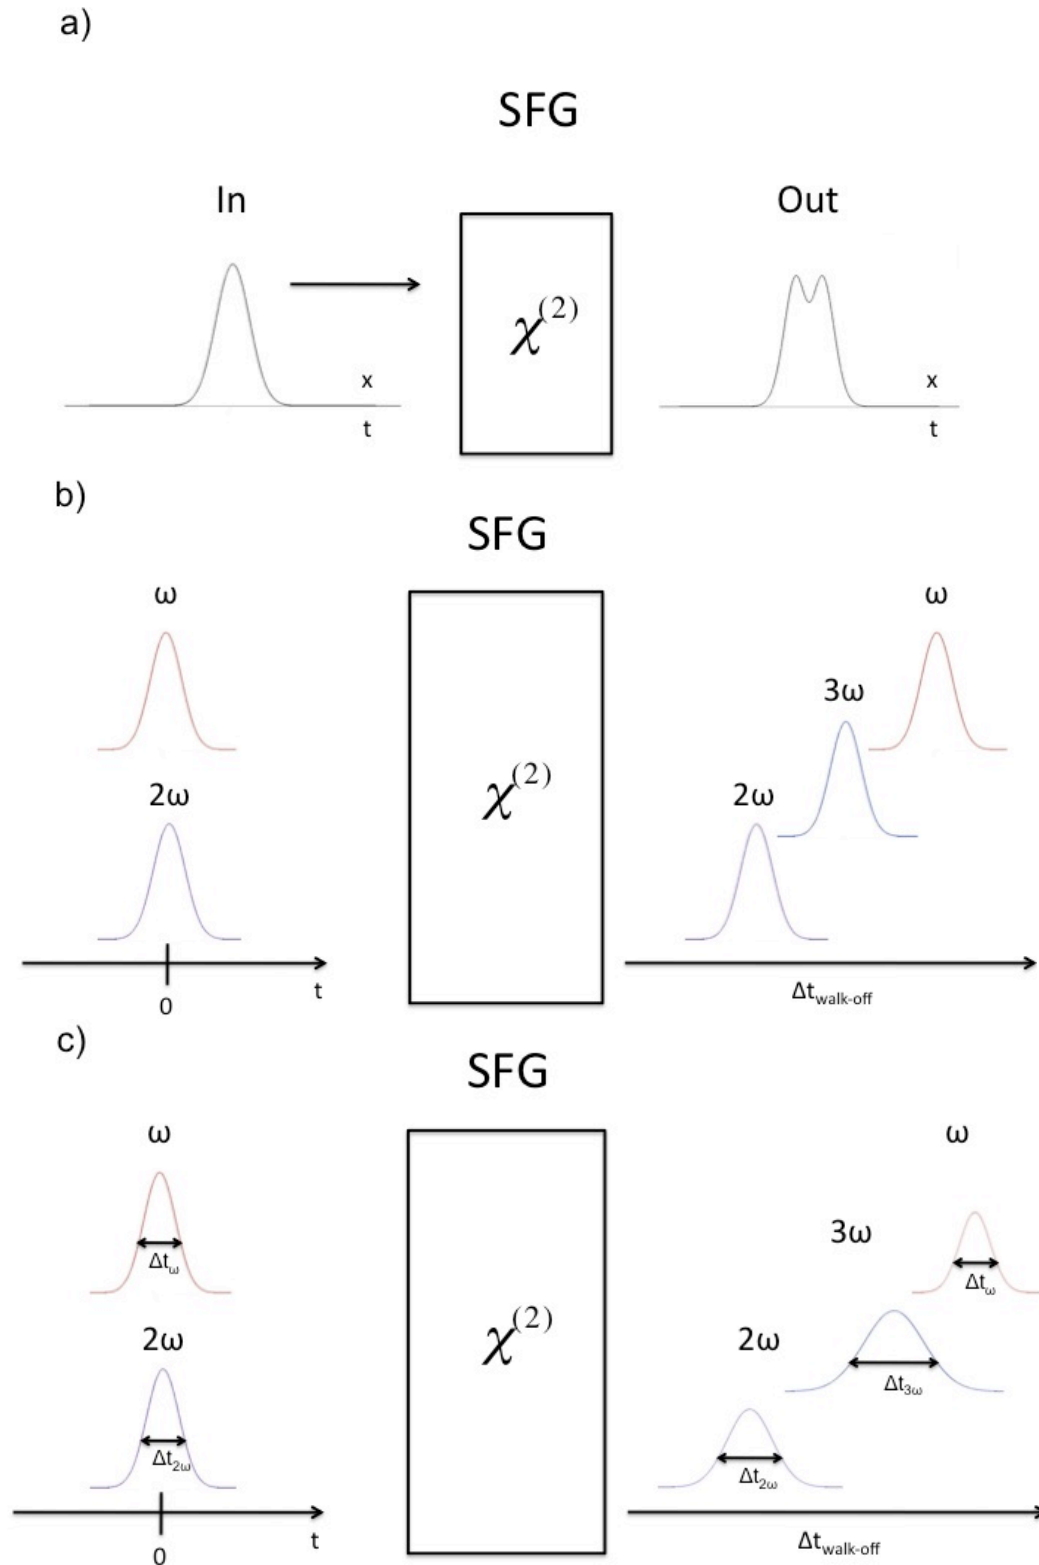 a)
SFG
In
Out
χ(2)
x
x
t
t
b)
SFG
ω
ω
3ω
2ω
2ω
χ(2)
t
0
Δtwalk-off
c)
SFG
ω
ω
3ω
Δtω
Δtω
2ω
2ω
χ(2)
Δt3ω
Δt2ω
Δt2ω
t
0
Δtwalk-off